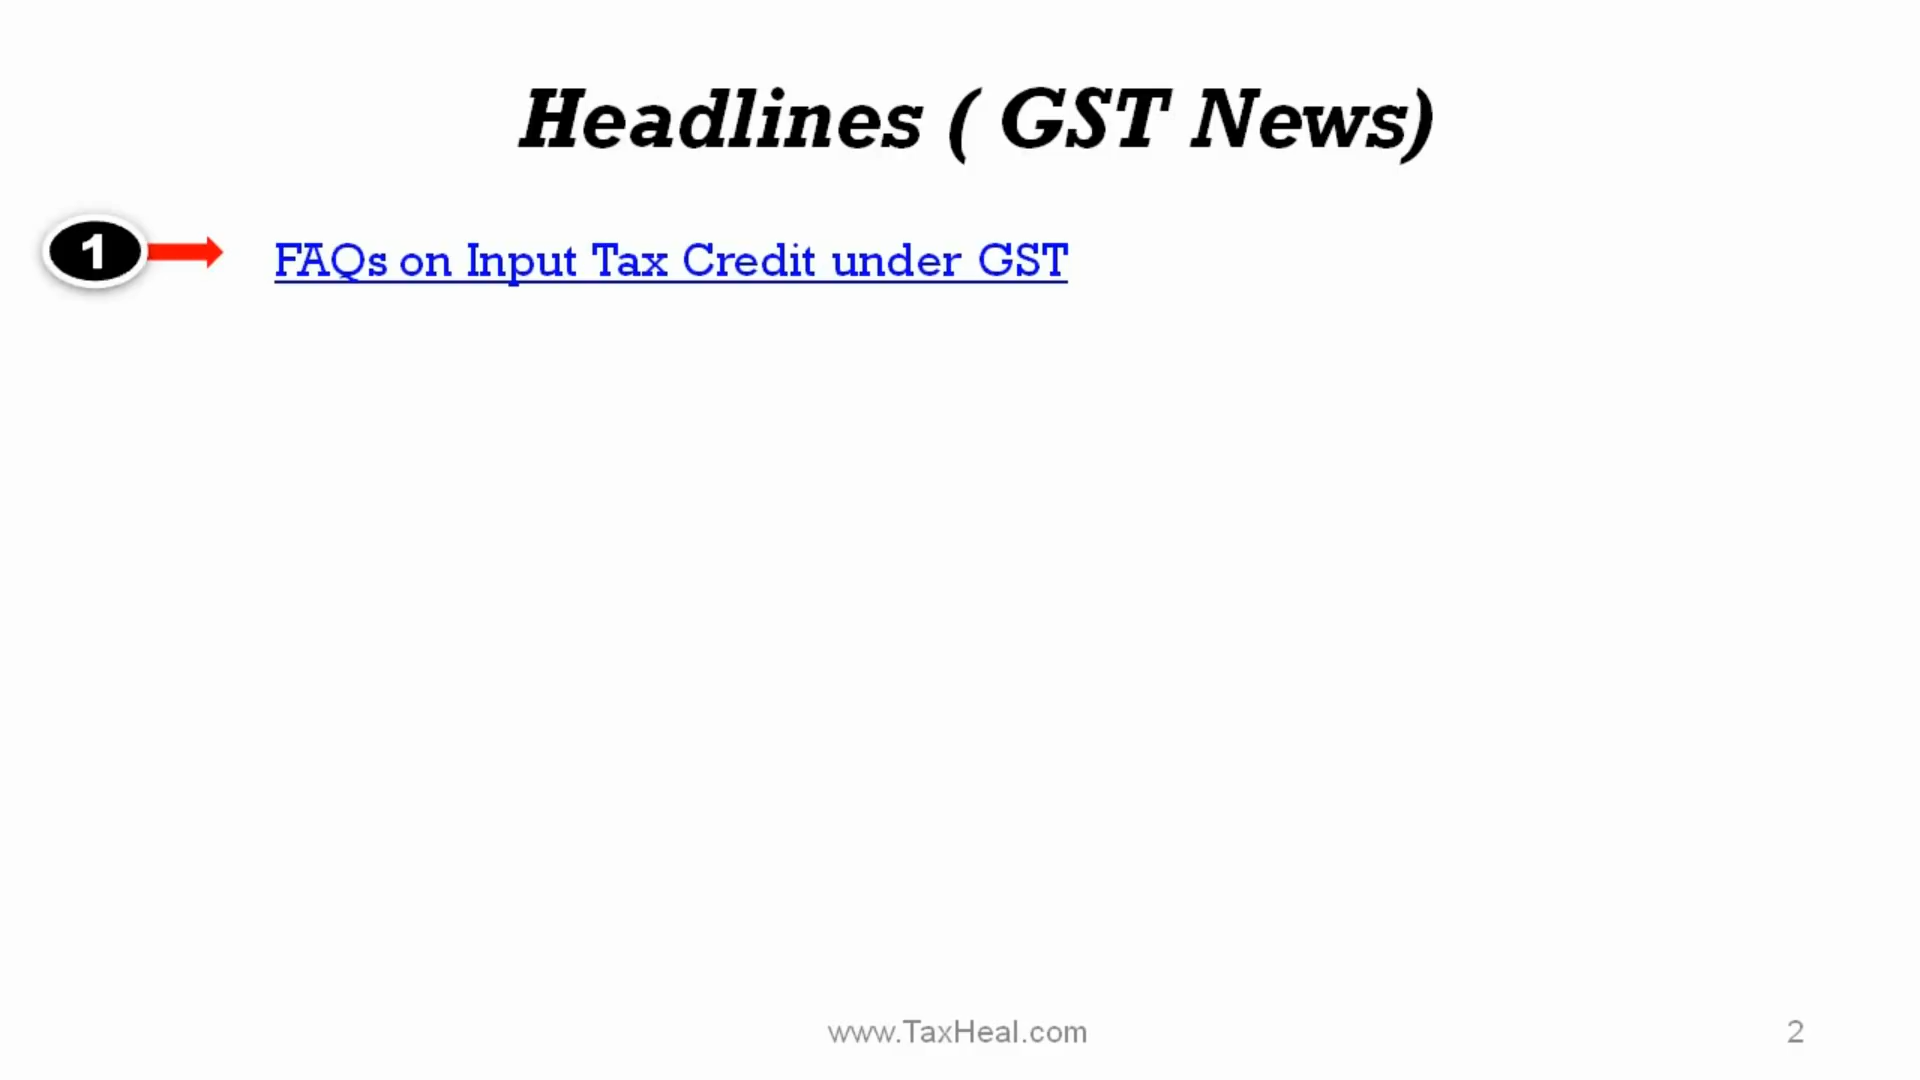 Headlines ( GST News)
1
FAQs on Input Tax Credit under GST
www.TaxHeal.com
2